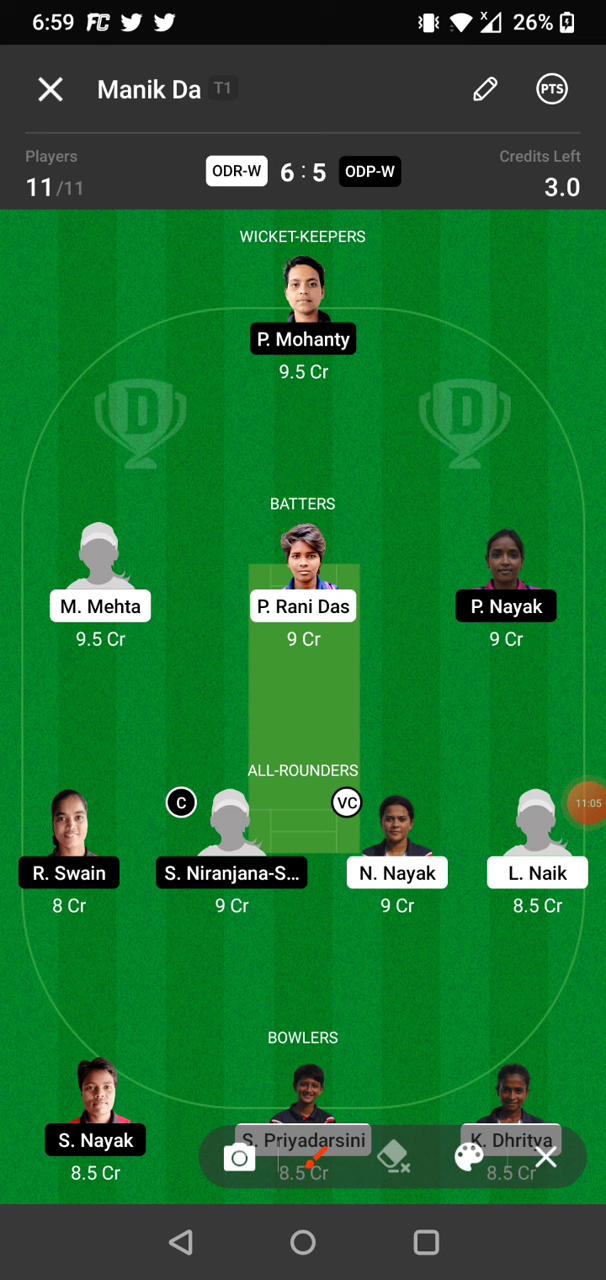 6:59 FC 26%
Manik Da T1 PTS
Players Credits Left
11/11 ODR-W 6 : 5 ODP-W 3.0
WICKET-KEEPERS
P. Mohanty
9.5 Cr
D D
BATTERS
M. Mehta P. Rani Das P. Nayak
9.5 Cr 9 Cr 9 Cr
ALL-ROUNDERS
C VC 11:05
R. Swain S. Niranjana-S... N. Nayak L. Naik
8 Cr 9 Cr 9 Cr 8.5 Cr
BOWLERS
S. Nayak S. Priyadarsini K. Dhritya
8.5 Cr 8.5 Cr 8.5 Cr